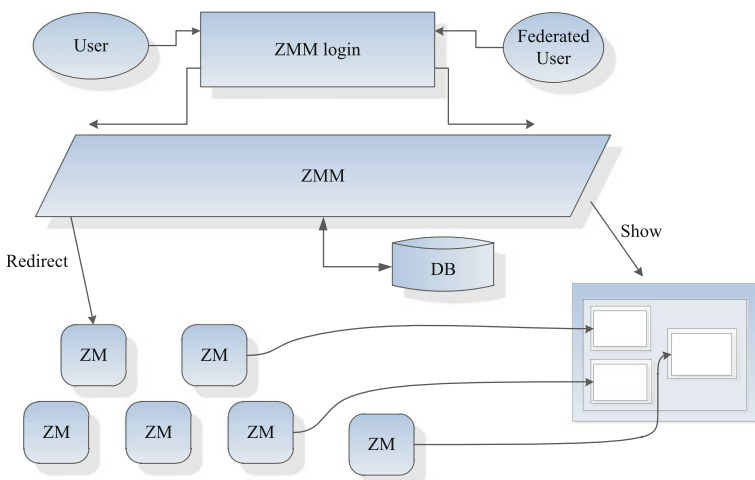 User
ZMM login
Federated
User
ZMM
Show
Redirect
DB
ZM
ZM
ZM
ZM
ZM
ZM